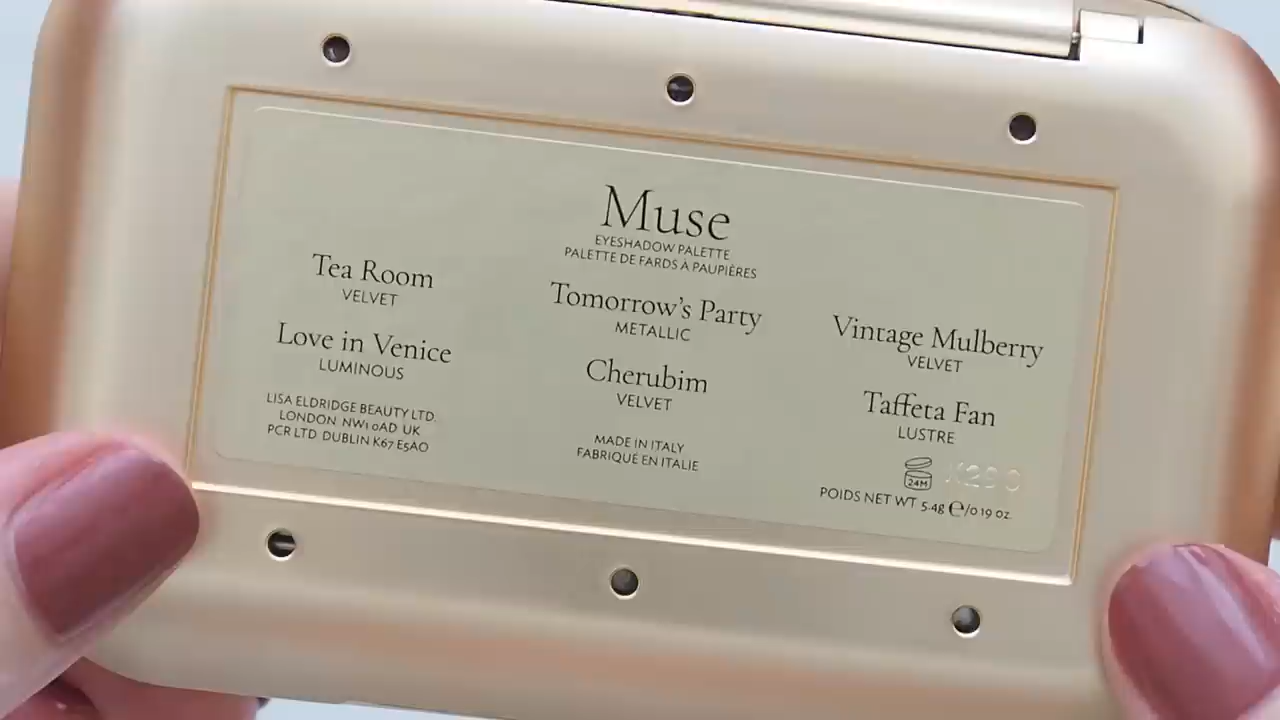 Muse
EYESHADOW PALETTE
PALETTE DE FARDS À PAUPIÈRES
Tea Room
VELVET
Tomorrow's Party
METALLIC
Vintage Mulberry
VELVET
Love in Venice
LUMINOUS
Cherubim
VELVET
Taffeta Fan
LUSTRE
LISA ELDRIDGE BEAUTY LTD.
LONDON NW1 0AD UK
PCR LTD DUBLIN K67 E5A0
MADE IN ITALY
FABRIQUÉ EN ITALIE
24M
POIDS NET WT 5.4g ℮/0.19 oz.